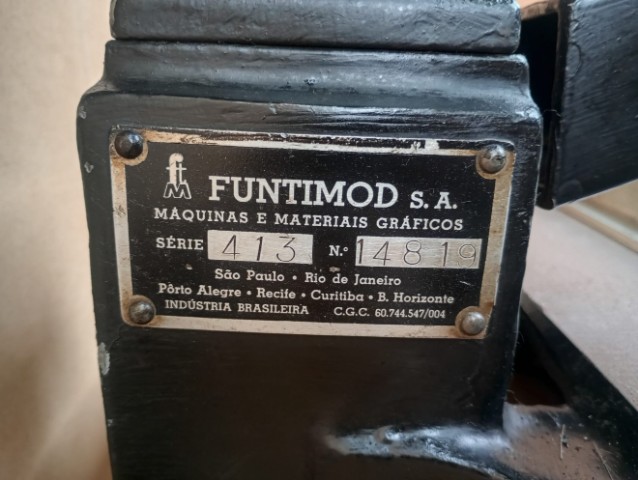 fM
FUNTIMOD S.A.
MÁQUINAS E MATERIAIS GRÁFICOS
SÉRIE 413 N.º 14819
São Paulo • Rio de Janeiro
Pôrto Alegre • Recife • Curitiba • B. Horizonte
INDÚSTRIA BRASILEIRA C.G.C. 60.744.547/004